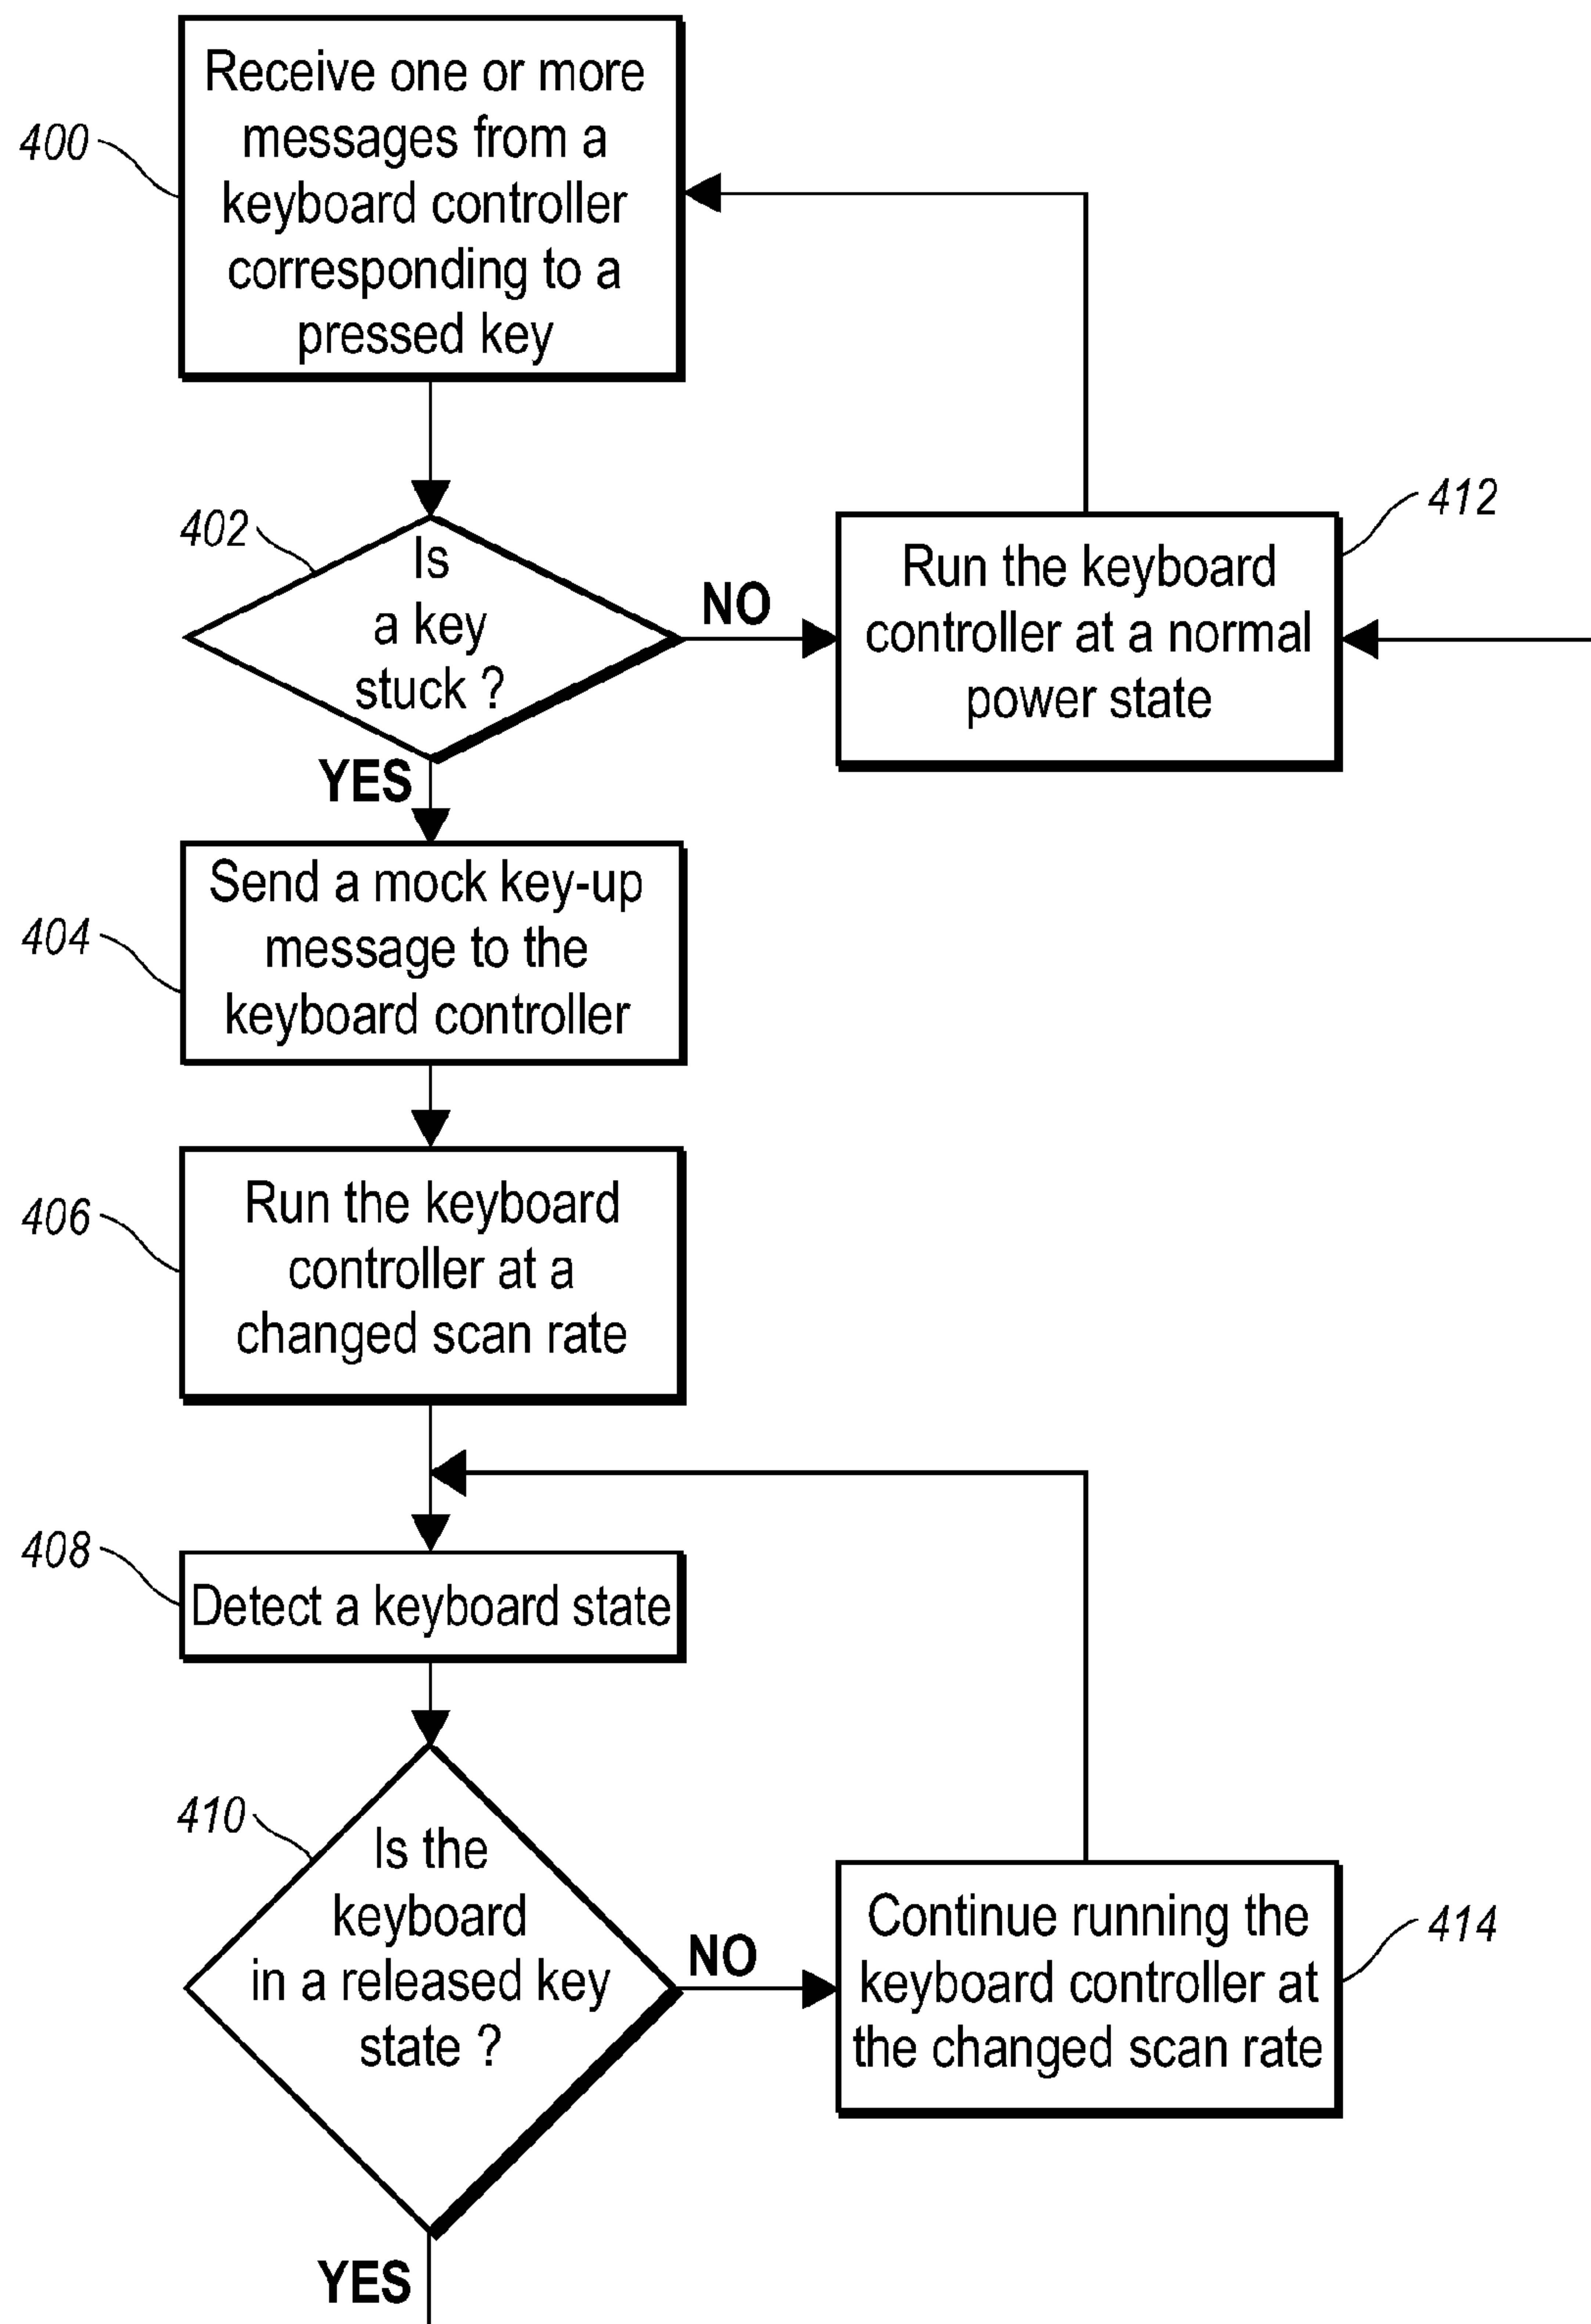 400
Receive one or more
messages from a
keyboard controller
corresponding to a
pressed key
402
Is
a key
stuck ?
NO
412
Run the keyboard
controller at a normal
power state
YES
404
Send a mock key-up
message to the
keyboard controller
406
Run the keyboard
controller at a
changed scan rate
408
Detect a keyboard state
410
Is the
keyboard
in a released key
state ?
NO
414
Continue running the
keyboard controller at
the changed scan rate
YES